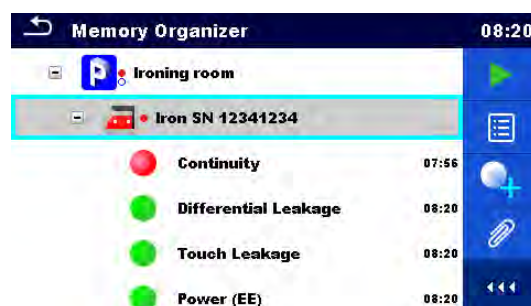 Memory Organizer 08:20
P Ironing room
Iron SN 12341234
Continuity 07:56
Differential Leakage 08:20
Touch Leakage 08:20
Power (EE) 08:20